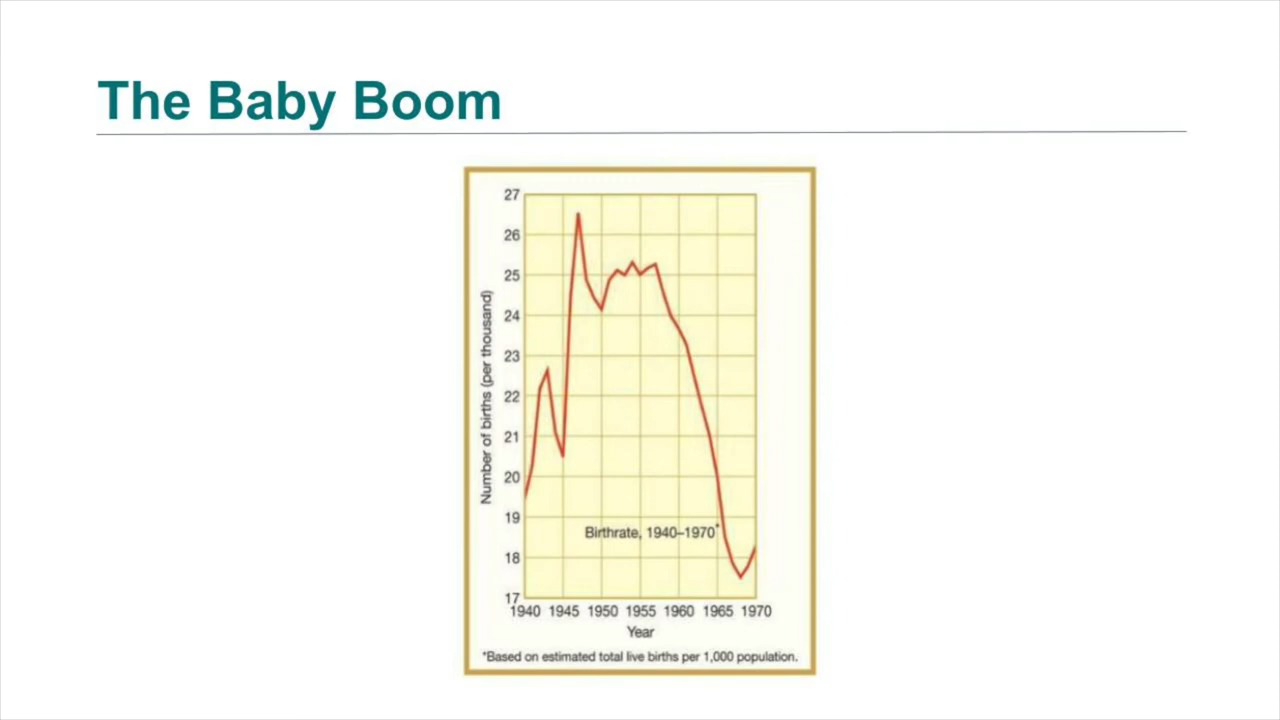 The Baby Boom
27
26
25
24
23
22
21
20
19
18
17
Number of births (per thousand)
Birthrate, 1940–1970*
1940 1945 1950 1955 1960 1965 1970
Year
*Based on estimated total live births per 1,000 population.